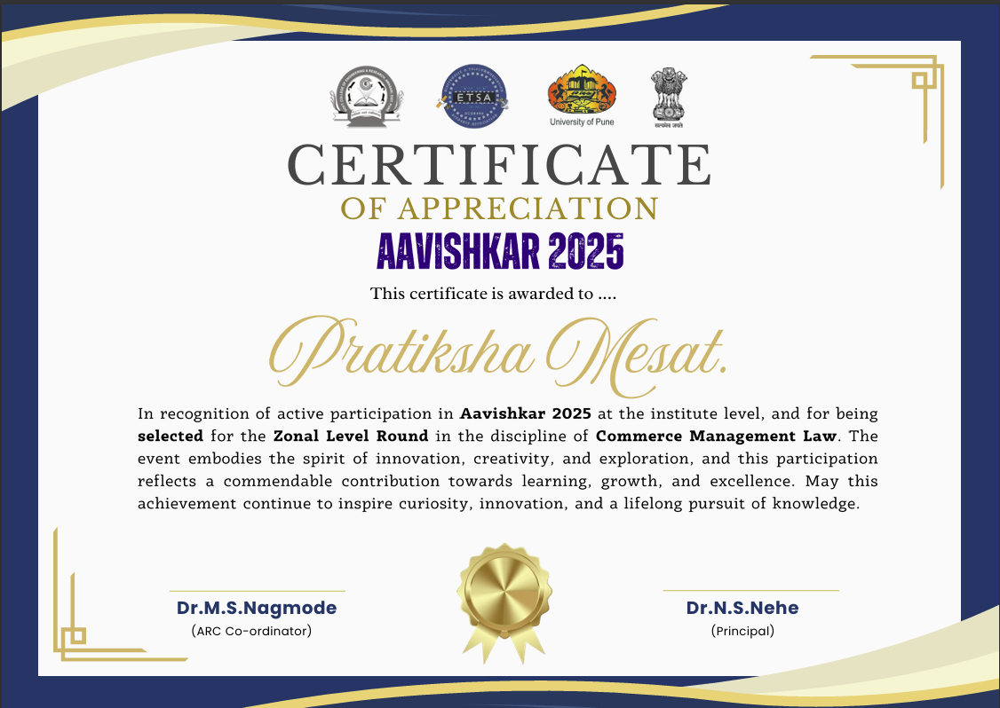 ETSA
University of Pune
सत्यमेव जयते
CERTIFICATE
OF APPRECIATION
AAVISHKAR 2025
This certificate is awarded to ....
Pratiksha Mesat.
In recognition of active participation in Aavishkar 2025 at the institute level, and for being
selected for the Zonal Level Round in the discipline of Commerce Management Law. The
event embodies the spirit of innovation, creativity, and exploration, and this participation
reflects a commendable contribution towards learning, growth, and excellence. May this
achievement continue to inspire curiosity, innovation, and a lifelong pursuit of knowledge.
Dr.M.S.Nagmode
(ARC Co-ordinator)
Dr.N.S.Nehe
(Principal)